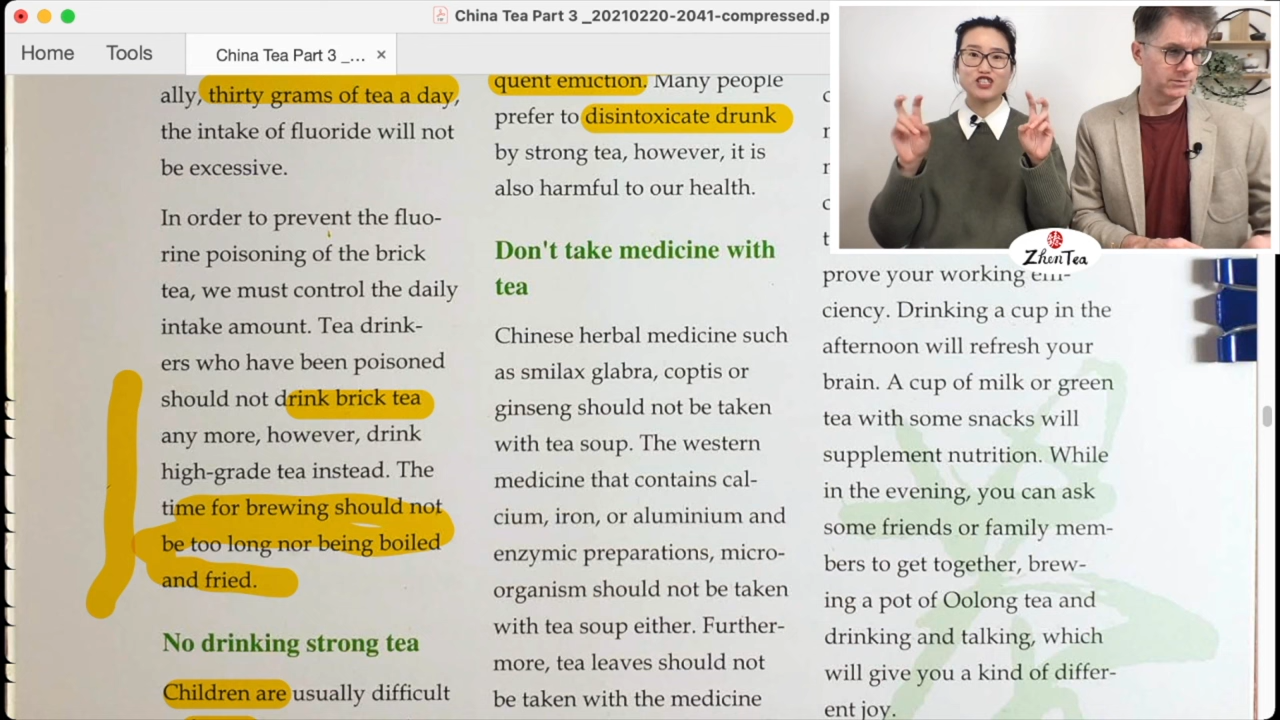 China Tea Part 3 _20210220-2041-compressed.p
Home
Tools
China Tea Part 3 _... ×
ally, thirty grams of tea a day,
the intake of fluoride will not
be excessive.
In order to prevent the fluo-
rine poisoning of the brick
tea, we must control the daily
intake amount. Tea drink-
ers who have been poisoned
should not drink brick tea
any more, however, drink
high-grade tea instead. The
time for brewing should not
be too long nor being boiled
and fried.
No drinking strong tea
Children are usually difficult
quent emiction. Many people
prefer to disintoxicate drunk
by strong tea, however, it is
also harmful to our health.
Don't take medicine with
tea
Chinese herbal medicine such
as smilax glabra, coptis or
ginseng should not be taken
with tea soup. The western
medicine that contains cal-
cium, iron, or aluminium and
enzymic preparations, micro-
organism should not be taken
with tea soup either. Further-
more, tea leaves should not
be taken with the medicine
prove your working effi-
ciency. Drinking a cup in the
afternoon will refresh your
brain. A cup of milk or green
tea with some snacks will
supplement nutrition. While
in the evening, you can ask
some friends or family mem-
bers to get together, brew-
ing a pot of Oolong tea and
drinking and talking, which
will give you a kind of differ-
ent joy.
ZhenTea